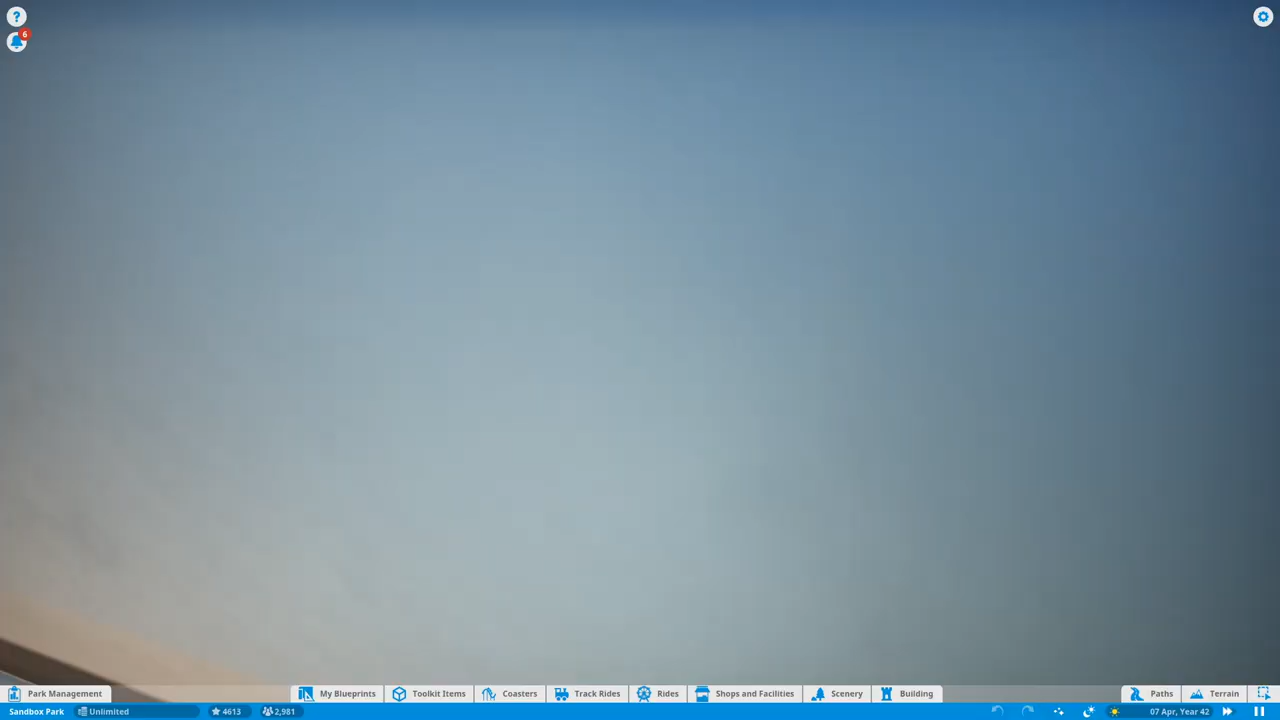 ?
6
Park Management
My Blueprints
Toolkit Items
Coasters
Track Rides
Rides
Shops and Facilities
Scenery
Building
Paths
Terrain
Sandbox Park
Unlimited
4613
2,981
07 Apr, Year 42